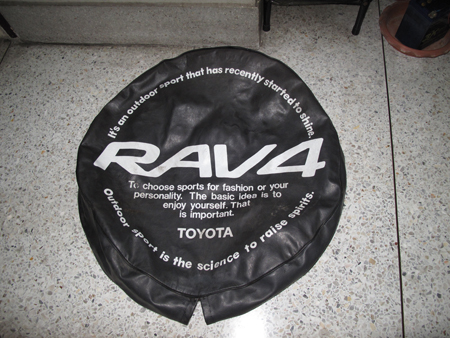 It's an outdoor sport that has recently started to shine.
RAV4
To choose sports for fashion or your
personality. The basic idea is to
enjoy yourself. That
is important.
TOYOTA
Outdoor sport is the science to raise spirits.